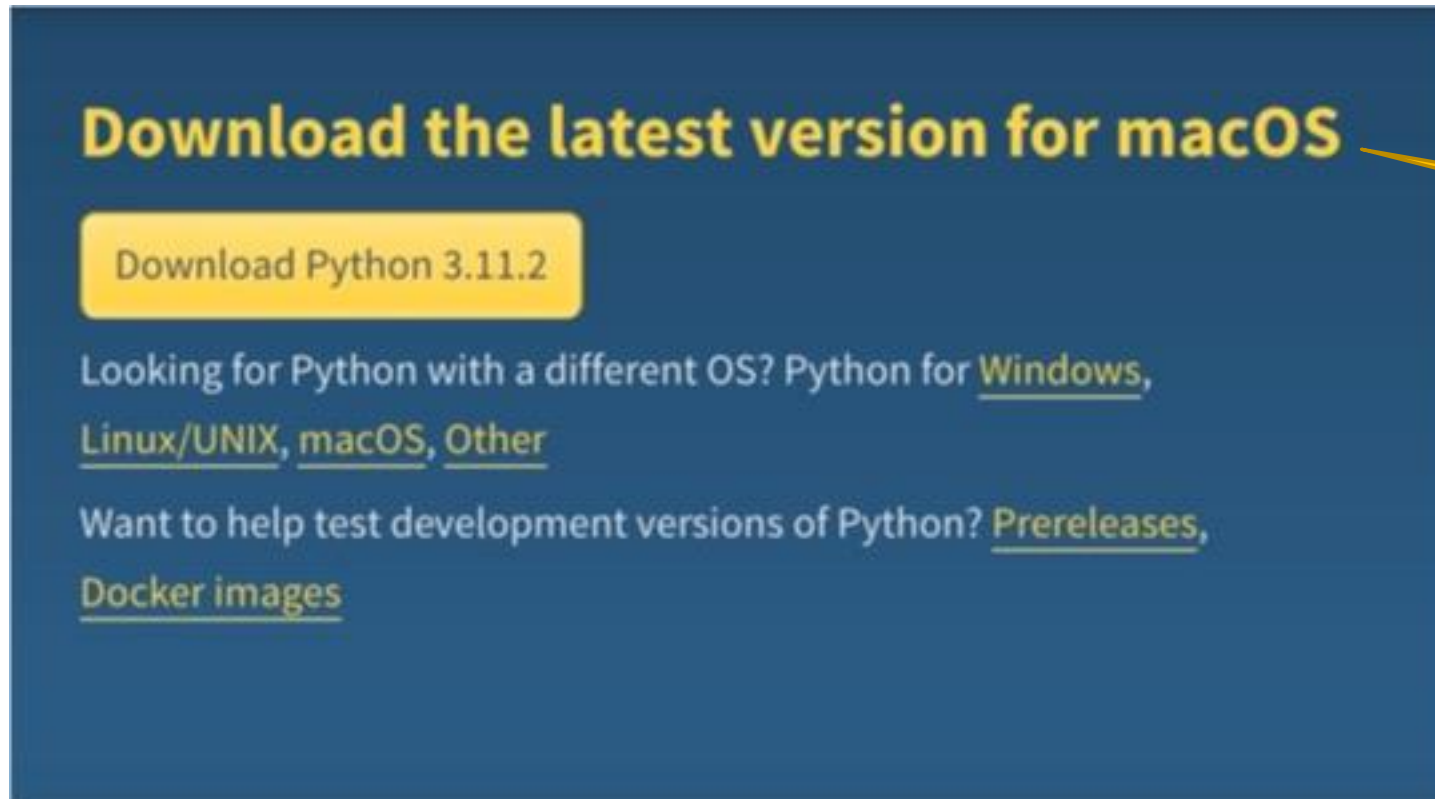 Download the latest version for macOS
Download Python 3.11.2
Looking for Python with a different OS? Python for Windows,
Linux/UNIX, macOS, Other
Want to help test development versions of Python? Prereleases,
Docker images